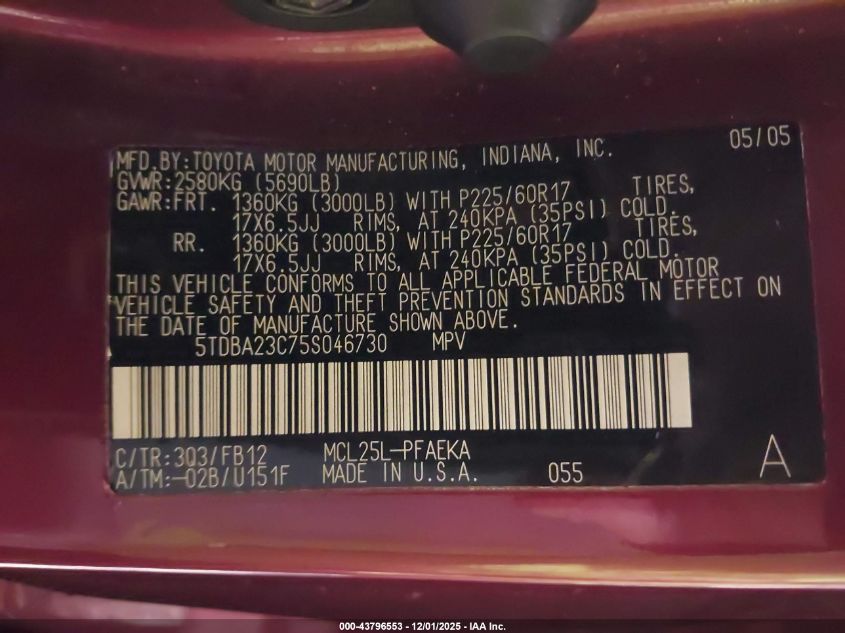 05/05
MFD.BY:TOYOTA MOTOR MANUFACTURING, INDIANA, INC.
GVWR:2580KG (5690LB)
GAWR:FRT. 1360KG (3000LB) WITH P225/60R17 TIRES,
17X6.5JJ RIMS, AT 240KPA (35PSI) COLD.
RR. 1360KG (3000LB) WITH P225/60R17 TIRES,
17X6.5JJ RIMS, AT 240KPA (35PSI) COLD.
THIS VEHICLE CONFORMS TO ALL APPLICABLE FEDERAL MOTOR
VEHICLE SAFETY AND THEFT PREVENTION STANDARDS IN EFFECT ON
THE DATE OF MANUFACTURE SHOWN ABOVE.
5TDBA23C75S046730 MPV
C/TR:3Q3/FB12 MCL25L-PFAEKA A
A/TM:-02B/U151F MADE IN U.S.A. 055
000-43796553 - 12/01/2025 - IAA Inc.